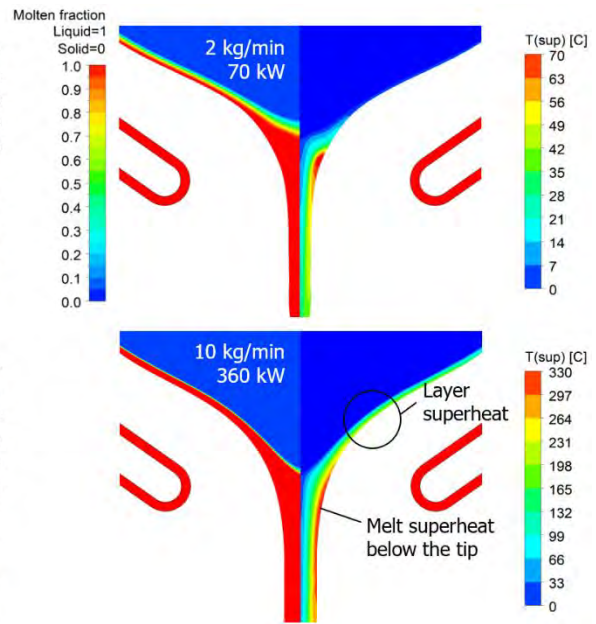 Molten fraction
Liquid=1
Solid=0
1.0
0.9
0.8
0.7
0.6
0.5
0.4
0.3
0.2
0.1
0.0
2 kg/min
70 kW
T(sup) [C]
70
63
56
49
42
35
28
21
14
7
0
10 kg/min
360 kW
Layer
superheat
Melt superheat
below the tip
T(sup) [C]
330
297
264
231
198
165
132
99
66
33
0